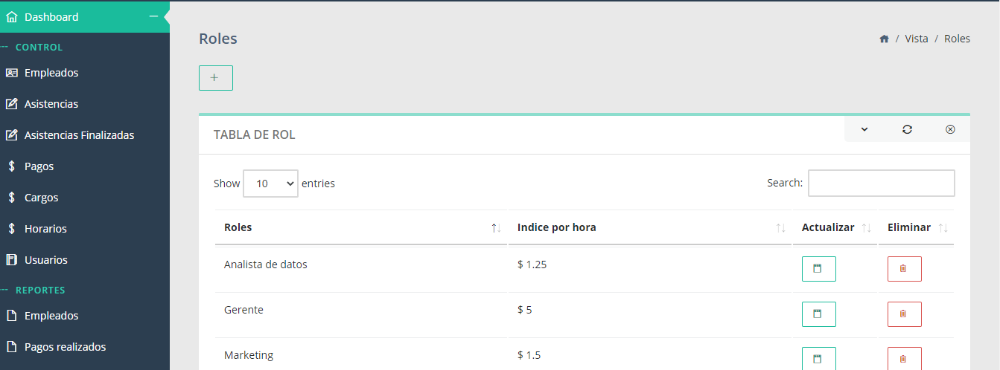 Dashboard
CONTROL
Empleados
Asistencias
Asistencias Finalizadas
Pagos
Cargos
Horarios
Usuarios
REPORTES
Empleados
Pagos realizados
Roles
/ Vista / Roles
+
TABLA DE ROL
Show 10 entries
Search:
Roles Indice por hora Actualizar Eliminar
Analista de datos $ 1.25
Gerente $ 5
Marketing $ 1.5